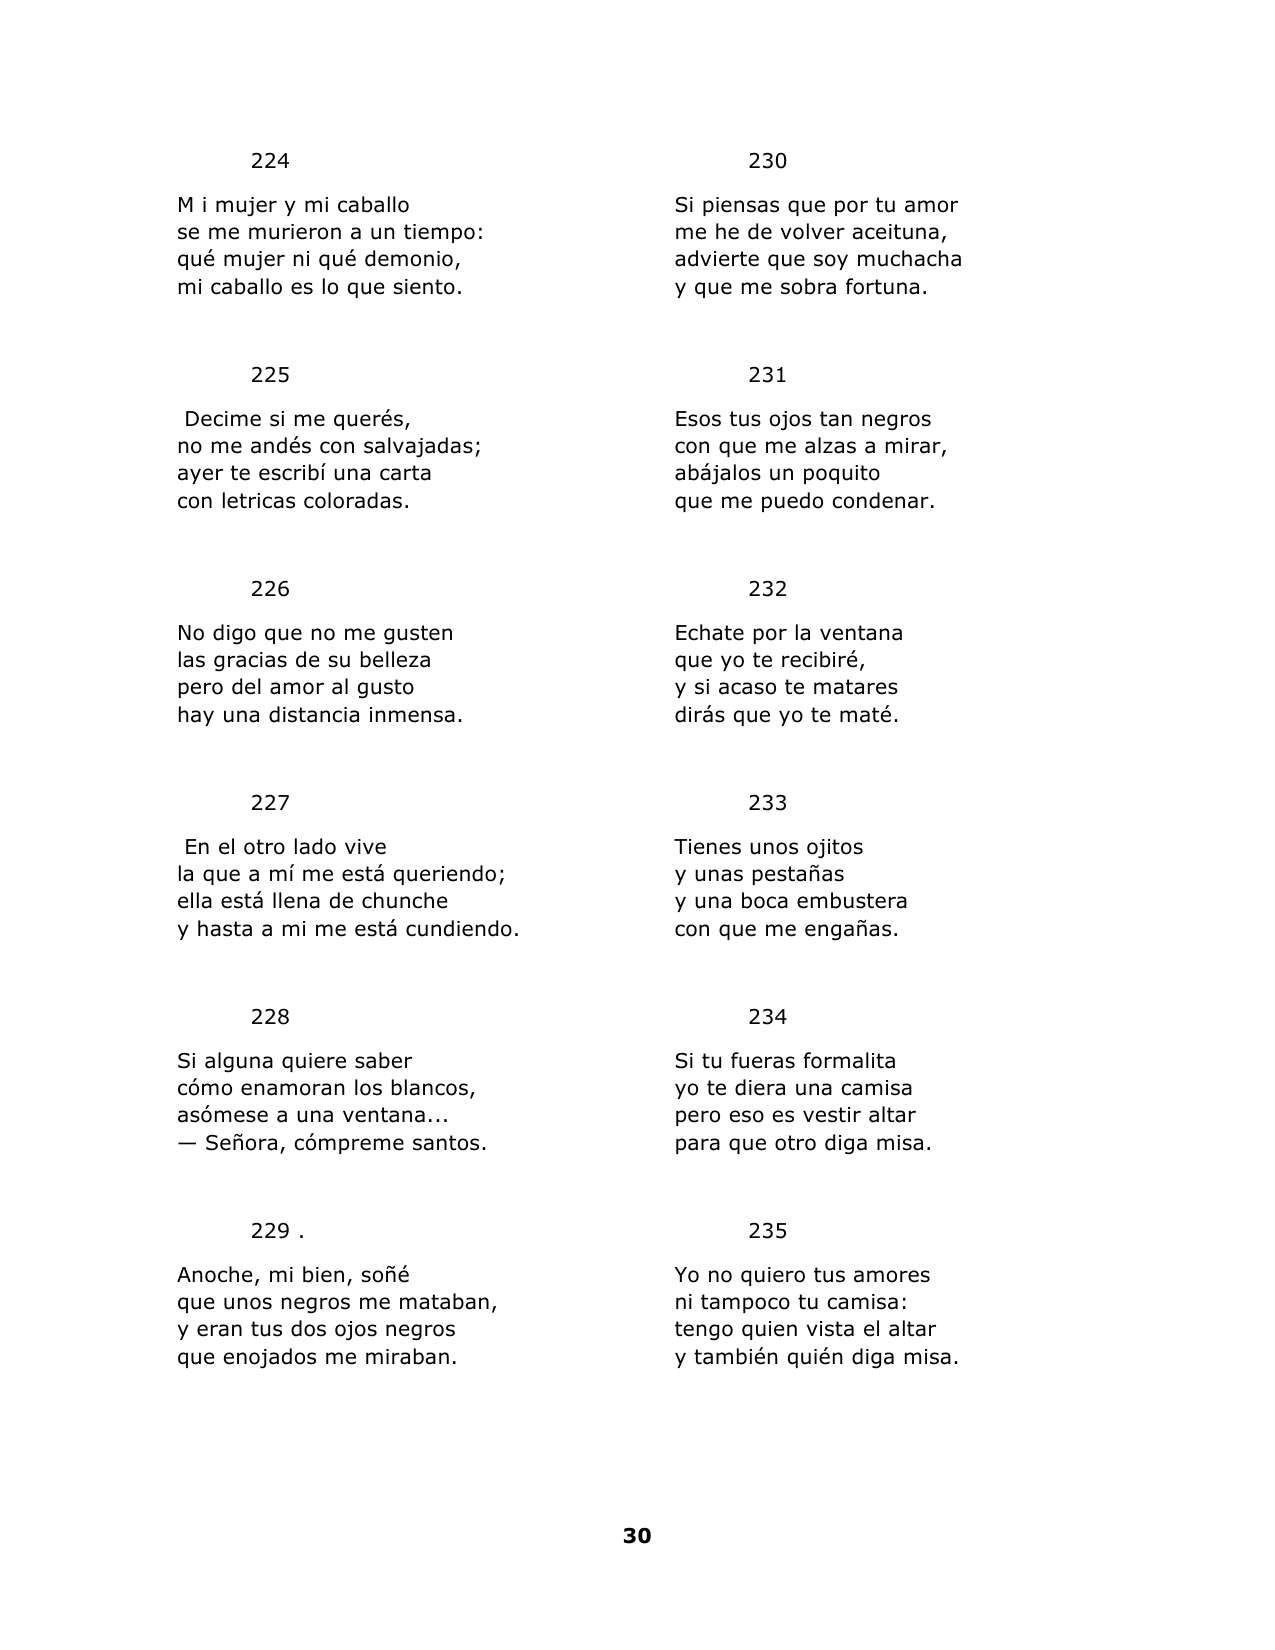 224
M i mujer y mi caballo
se me murieron a un tiempo:
qué mujer ni qué demonio,
mi caballo es lo que siento.
225
Decime si me querés,
no me andés con salvajadas;
ayer te escribí una carta
con letricas coloradas.
226
No digo que no me gusten
las gracias de su belleza
pero del amor al gusto
hay una distancia inmensa.
227
En el otro lado vive
la que a mí me está queriendo;
ella está llena de chunche
y hasta a mi me está cundiendo.
228
Si alguna quiere saber
cómo enamoran los blancos,
asómese a una ventana...
— Señora, cómpreme santos.
229 .
Anoche, mi bien, soñé
que unos negros me mataban,
y eran tus dos ojos negros
que enojados me miraban.
230
Si piensas que por tu amor
me he de volver aceituna,
advierte que soy muchacha
y que me sobra fortuna.
231
Esos tus ojos tan negros
con que me alzas a mirar,
abájalos un poquito
que me puedo condenar.
232
Echate por la ventana
que yo te recibiré,
y si acaso te matares
dirás que yo te maté.
233
Tienes unos ojitos
y unas pestañas
y una boca embustera
con que me engañas.
234
Si tu fueras formalita
yo te diera una camisa
pero eso es vestir altar
para que otro diga misa.
235
Yo no quiero tus amores
ni tampoco tu camisa:
tengo quien vista el altar
y también quién diga misa.
30